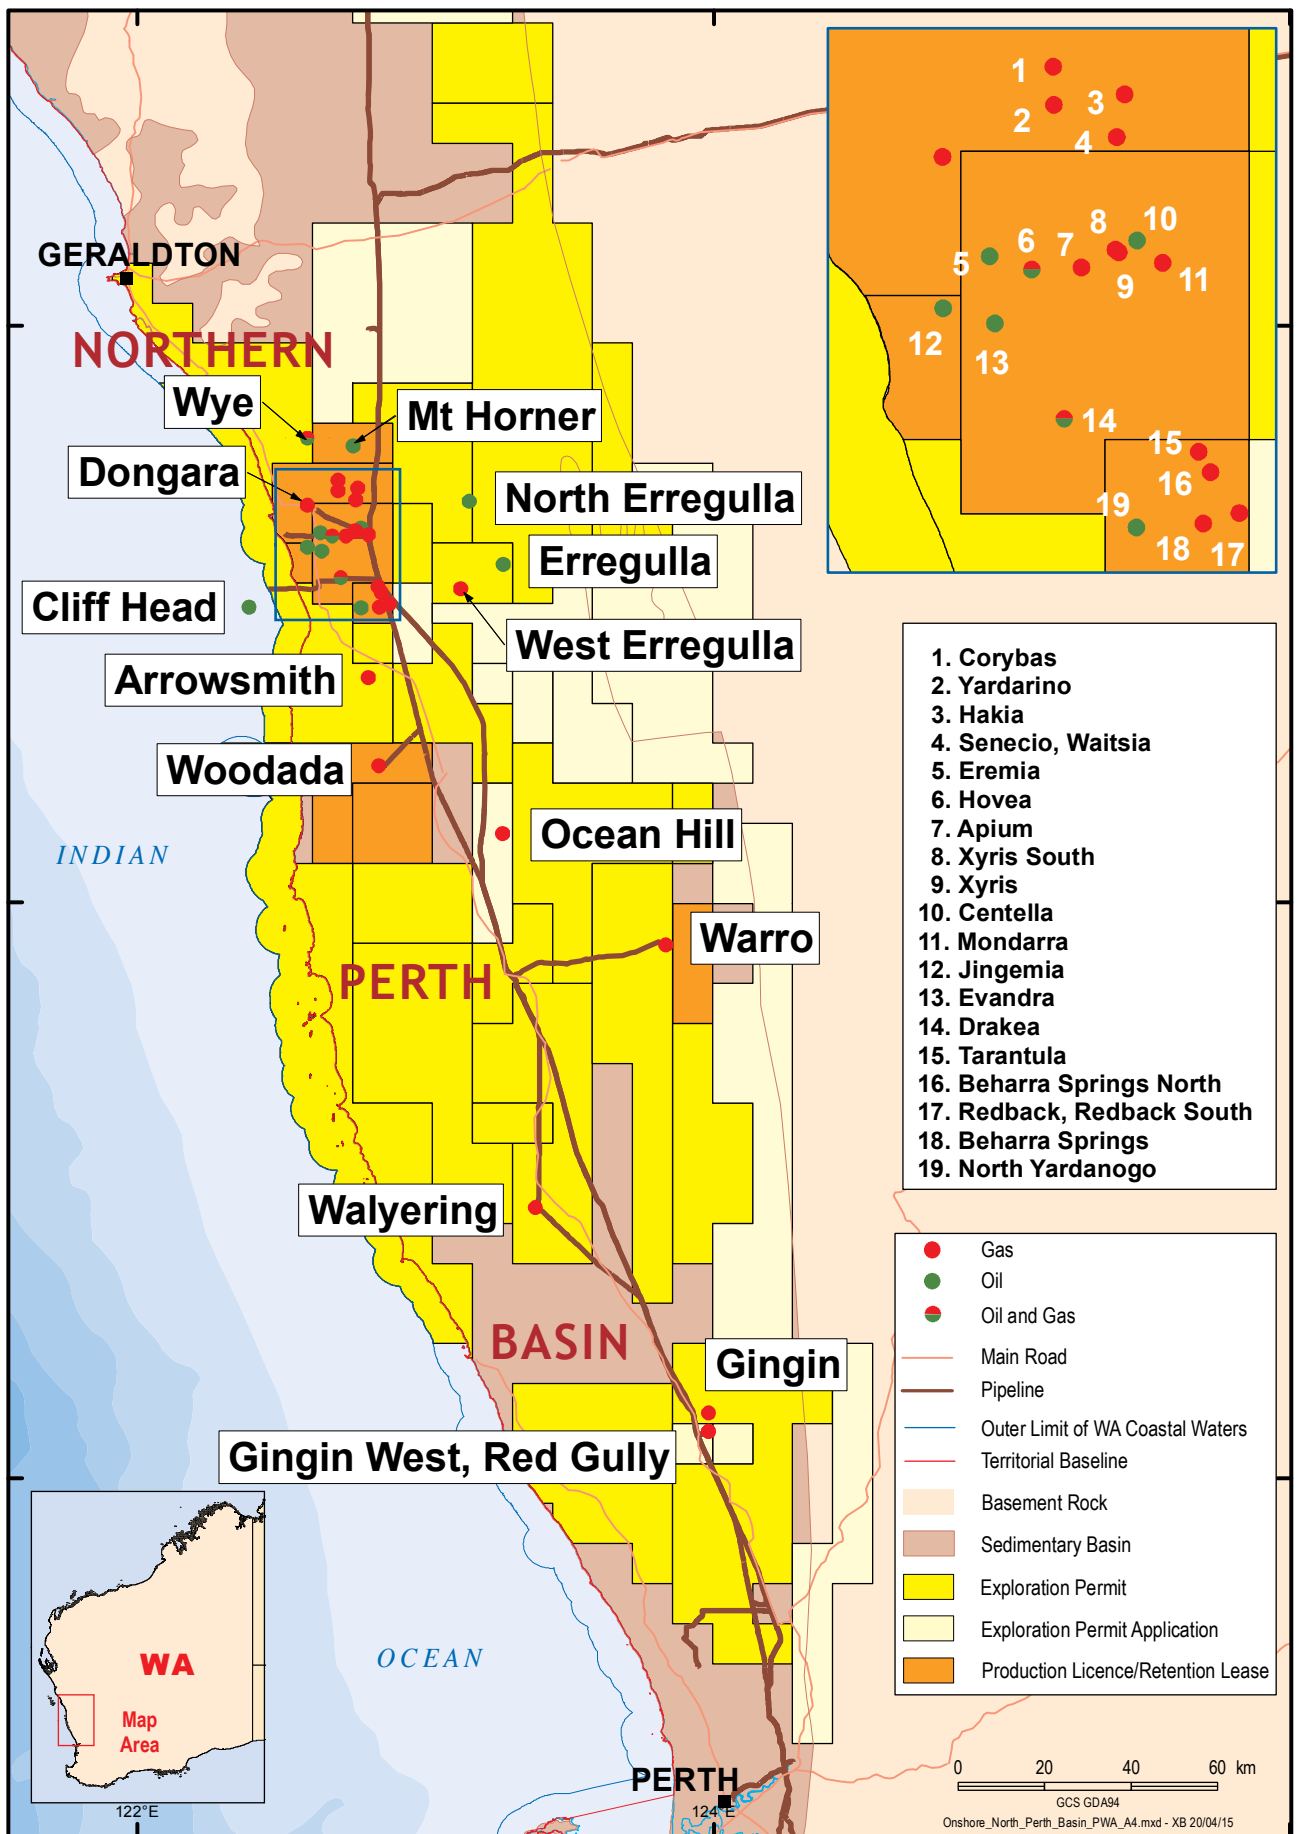 1
2
3
4
5
6
7
8
9
10
11
12
13
14
15
16
17
18
19
GERALDTON
NORTHERN
Wye
Mt Horner
Dongara
North Erregulla
Erregulla
Cliff Head
West Erregulla
Arrowsmith
Woodada
Ocean Hill
INDIAN
Warro
PERTH
Walyering
BASIN
Gingin
Gingin West, Red Gully
OCEAN
PERTH
1. Corybas
2. Yardarino
3. Hakia
4. Senecio, Waitsia
5. Eremia
6. Hovea
7. Apium
8. Xyris South
9. Xyris
10. Centella
11. Mondarra
12. Jingemia
13. Evandra
14. Drakea
15. Tarantula
16. Beharra Springs North
17. Redback, Redback South
18. Beharra Springs
19. North Yardanogo
Gas
Oil
Oil and Gas
Main Road
Pipeline
Outer Limit of WA Coastal Waters
Territorial Baseline
Basement Rock
Sedimentary Basin
Exploration Permit
Exploration Permit Application
Production Licence/Retention Lease
WA
Map
Area
122°E
124°E
0 20 40 60 km
GCS GDA94
Onshore_North_Perth_Basin_PWA_A4.mxd - XB 20/04/15